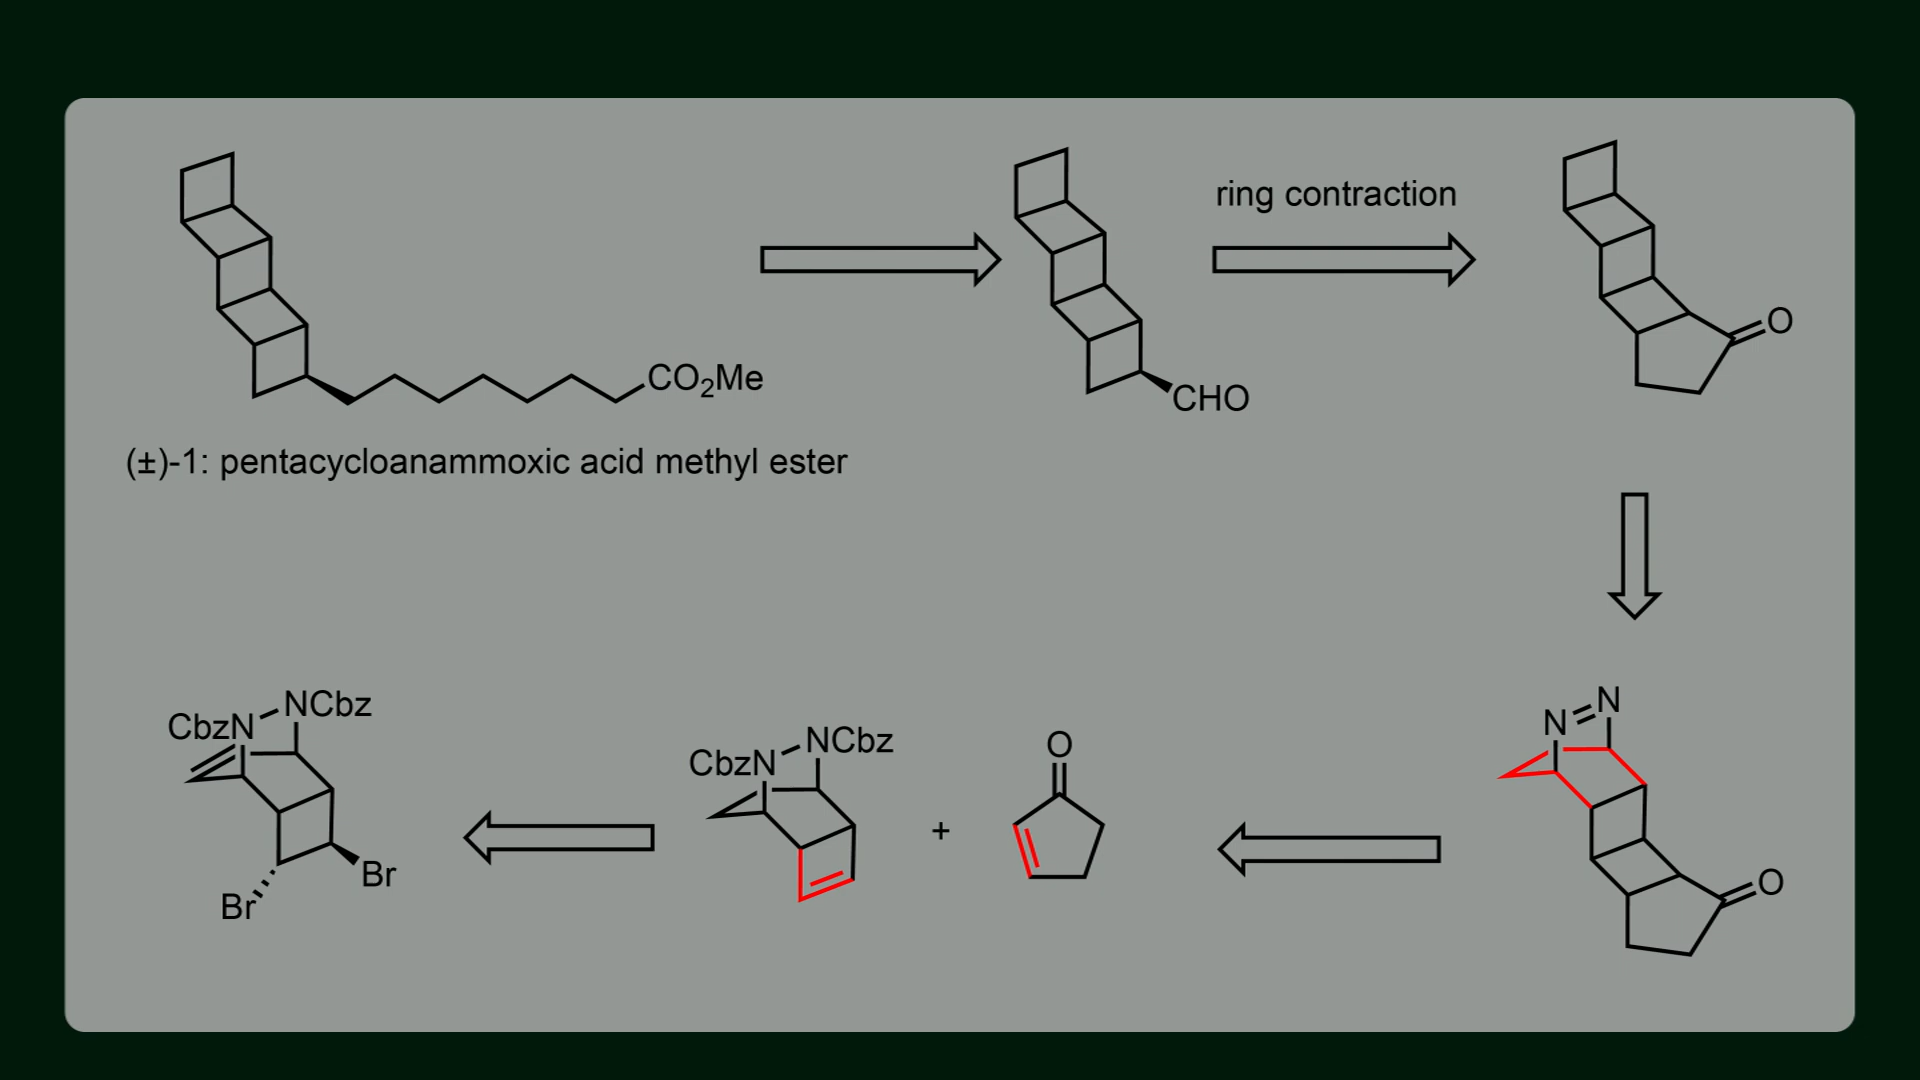 ring contraction
O
CO₂Me
CHO
(±)-1: pentacycloanammoxic acid methyl ester
CbzN NCbz
Br
Br
CbzN NCbz
+
O
N N
O